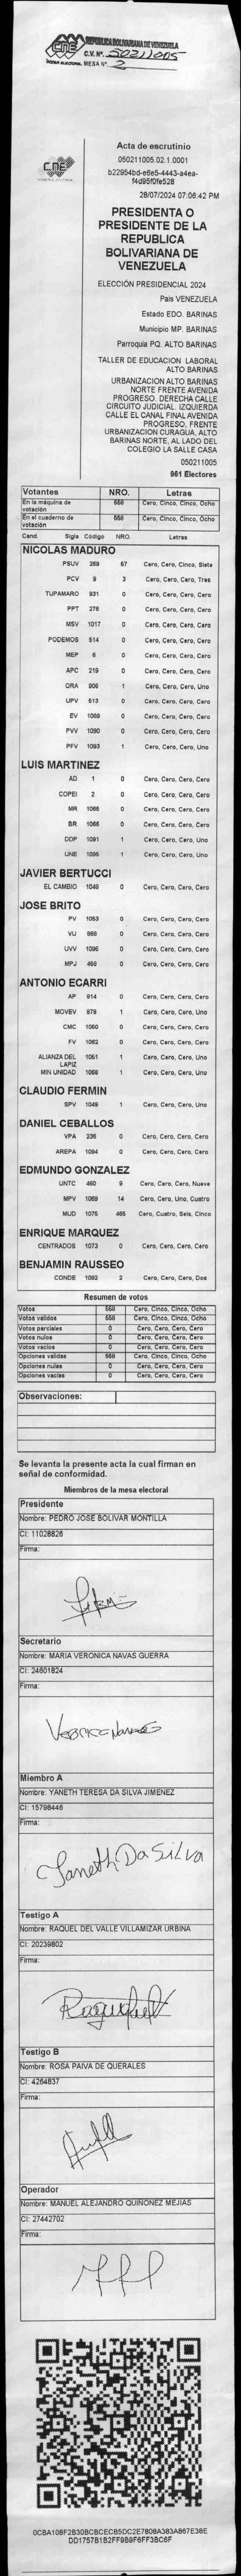 CNE
REPUBLICA BOLIVARIANA DE VENEZUELA
C.V. Nº. 50211005
PODER ELECTORAL MESA Nº 2
Acta de escrutinio
050211005.02.1.0001
b22954bd-e6e5-4443-a4ea-
f4d95f0fe528
28/07/2024 07:06:42 PM
PRESIDENTA O
PRESIDENTE DE LA
REPUBLICA
BOLIVARIANA DE
VENEZUELA
ELECCIÓN PRESIDENCIAL 2024
Pais VENEZUELA
Estado EDO. BARINAS
Municipio MP. BARINAS
Parroquia PQ. ALTO BARINAS
TALLER DE EDUCACION LABORAL
ALTO BARINAS
URBANIZACION ALTO BARINAS
NORTE FRENTE AVENIDA
PROGRESO. DERECHA CALLE
CIRCUITO JUDICIAL. IZQUIERDA
CALLE EL CANAL FINAL AVENIDA
PROGRESO, FRENTE
URBANIZACION CURAGUA, ALTO
BARINAS NORTE, AL LADO DEL
COLEGIO LA SALLE CASA
050211005
961 Electores
Votantes NRO. Letras
En la máquina de votación 558 Cero, Cinco, Cinco, Ocho
En el cuaderno de votación 558 Cero, Cinco, Cinco, Ocho
Cand. Sigla Código NRO. Letras
NICOLAS MADURO
PSUV 269 57 Cero, Cero, Cinco, Siete
PCV 9 3 Cero, Cero, Cero, Tres
TUPAMARO 931 0 Cero, Cero, Cero, Cero
PPT 276 0 Cero, Cero, Cero, Cero
MSV 1017 0 Cero, Cero, Cero, Cero
PODEMOS 514 0 Cero, Cero, Cero, Cero
MEP 6 0 Cero, Cero, Cero, Cero
APC 219 0 Cero, Cero, Cero, Cero
ORA 906 1 Cero, Cero, Cero, Uno
UPV 513 0 Cero, Cero, Cero, Cero
EV 1089 0 Cero, Cero, Cero, Cero
PVV 1090 0 Cero, Cero, Cero, Cero
PFV 1093 1 Cero, Cero, Cero, Uno
LUIS MARTINEZ
AD 1 0 Cero, Cero, Cero, Cero
COPEI 2 0 Cero, Cero, Cero, Cero
MR 1065 0 Cero, Cero, Cero, Cero
BR 1066 0 Cero, Cero, Cero, Cero
DDP 1091 1 Cero, Cero, Cero, Uno
UNE 1095 1 Cero, Cero, Cero, Uno
JAVIER BERTUCCI
EL CAMBIO 1048 0 Cero, Cero, Cero, Cero
JOSE BRITO
PV 1053 0 Cero, Cero, Cero, Cero
VU 868 0 Cero, Cero, Cero, Cero
UVV 1096 0 Cero, Cero, Cero, Cero
MPJ 458 0 Cero, Cero, Cero, Cero
ANTONIO ECARRI
AP 814 0 Cero, Cero, Cero, Cero
MOVEV 878 1 Cero, Cero, Cero, Uno
CMC 1050 0 Cero, Cero, Cero, Cero
FV 1062 0 Cero, Cero, Cero, Cero
ALIANZA DEL LAPIZ 1051 1 Cero, Cero, Cero, Uno
MIN UNIDAD 1068 1 Cero, Cero, Cero, Uno
CLAUDIO FERMIN
SPV 1049 1 Cero, Cero, Cero, Uno
DANIEL CEBALLOS
VPA 236 0 Cero, Cero, Cero, Cero
AREPA 1094 0 Cero, Cero, Cero, Cero
EDMUNDO GONZALEZ
UNTC 460 9 Cero, Cero, Cero, Nueve
MPV 1069 14 Cero, Cero, Uno, Cuatro
MUD 1075 465 Cero, Cuatro, Seis, Cinco
ENRIQUE MARQUEZ
CENTRADOS 1073 0 Cero, Cero, Cero, Cero
BENJAMIN RAUSSEO
CONDE 1092 2 Cero, Cero, Cero, Dos
Resumen de votos
Votos 558 Cero, Cinco, Cinco, Ocho
Votos validos 558 Cero, Cinco, Cinco, Ocho
Votos parciales 0 Cero, Cero, Cero, Cero
Votos nulos 0 Cero, Cero, Cero, Cero
Votos vacios 0 Cero, Cero, Cero, Cero
Opciones validas 558 Cero, Cinco, Cinco, Ocho
Opciones nulas 0 Cero, Cero, Cero, Cero
Opciones vacias 0 Cero, Cero, Cero, Cero
Observaciones:
Se levanta la presente acta la cual firman en
señal de conformidad.
Miembros de la mesa electoral
Presidente
Nombre: PEDRO JOSE BOLIVAR MONTILLA
CI: 11028826
Firma:
Secretario
Nombre: MARIA VERONICA NAVAS GUERRA
CI: 24601824
Firma:
Miembro A
Nombre: YANETH TERESA DA SILVA JIMENEZ
CI: 15798446
Firma:
Janeth Da Silva
Testigo A
Nombre: RAQUEL DEL VALLE VILLAMIZAR URBINA
CI: 20239802
Firma:
Testigo B
Nombre: ROSA PAIVA DE QUERALES
CI: 4264837
Firma:
Operador
Nombre: MANUEL ALEJANDRO QUIÑONEZ MEJIAS
CI: 27442702
Firma:
0CBA108F2B30BCBCECB5DC2E7808A383A867E38E
DD1757B1B2FF9B9F6FF3BC6F